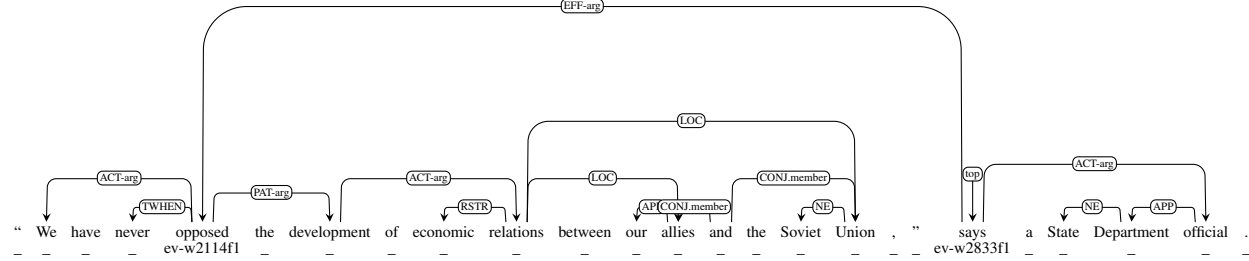 EFF-arg
LOC
ACT-arg
ACT-arg LOC CONJ.member top
PAT-arg
TWHEN RSTR CONJ.member NE NE APP
ACT-arg
“ We have never opposed the development of economic relations between our allies and the Soviet Union , ” says a State Department official .
ev-w2114f1 ev-w2833f1
_ _ _ _ _ _ _ _ _ _ _ _ _ _ _ _ _ _ _ _ _ _ _